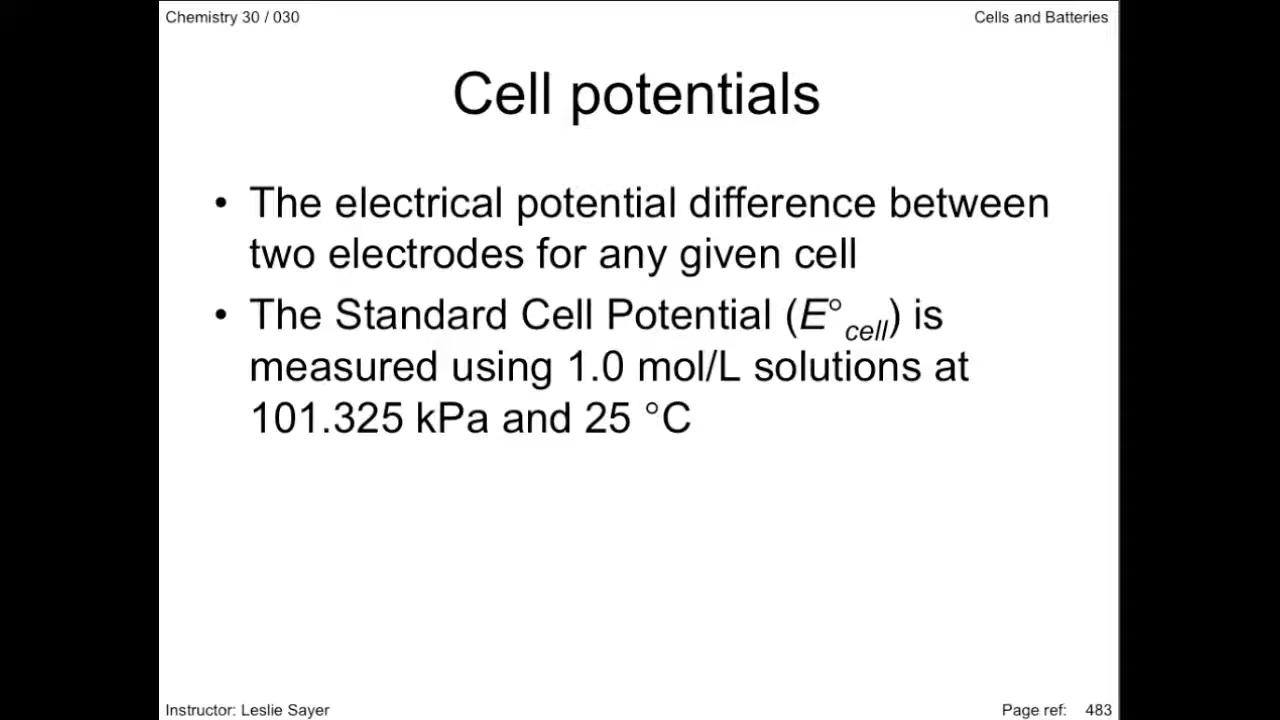 Chemistry 30 / 030
Cells and Batteries
Cell potentials
• The electrical potential difference between
two electrodes for any given cell
• The Standard Cell Potential (E°cell) is
measured using 1.0 mol/L solutions at
101.325 kPa and 25 °C
Instructor: Leslie Sayer
Page ref: 483